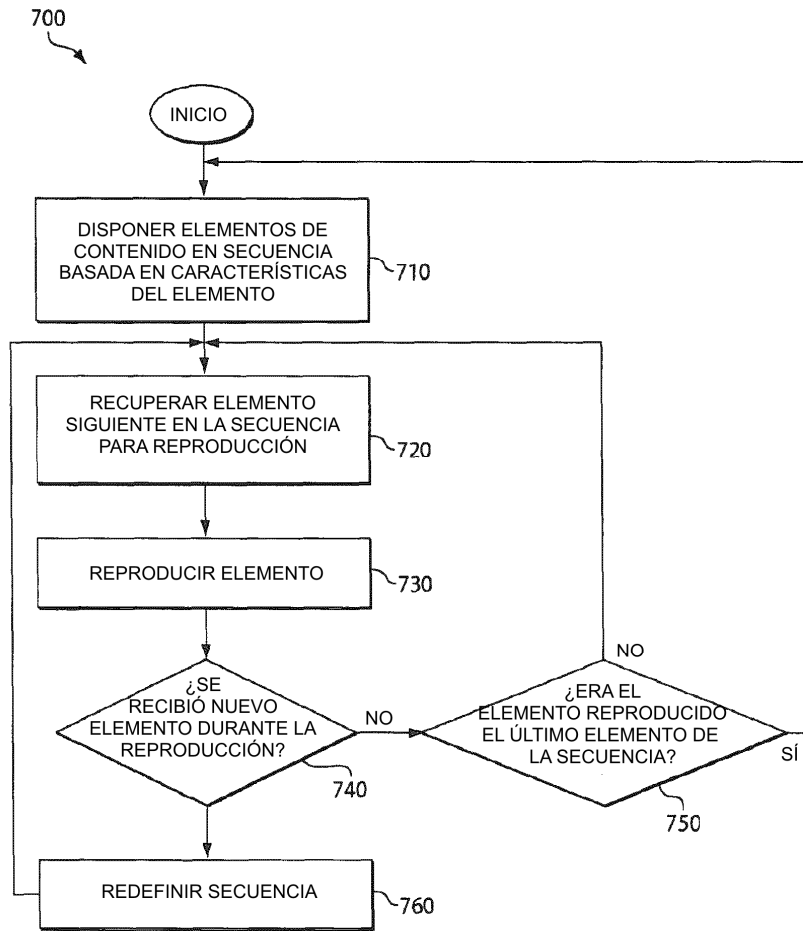 700
INICIO
DISPONER ELEMENTOS DE
CONTENIDO EN SECUENCIA
BASADA EN CARACTERÍSTICAS
DEL ELEMENTO
710
RECUPERAR ELEMENTO
SIGUIENTE EN LA SECUENCIA
PARA REPRODUCCIÓN
720
REPRODUCIR ELEMENTO
730
¿SE
RECIBIÓ NUEVO
ELEMENTO DURANTE LA
REPRODUCCIÓN?
740
NO
NO
¿ERA EL
ELEMENTO REPRODUCIDO
EL ÚLTIMO ELEMENTO DE
LA SECUENCIA?
SÍ
750
REDEFINIR SECUENCIA
760